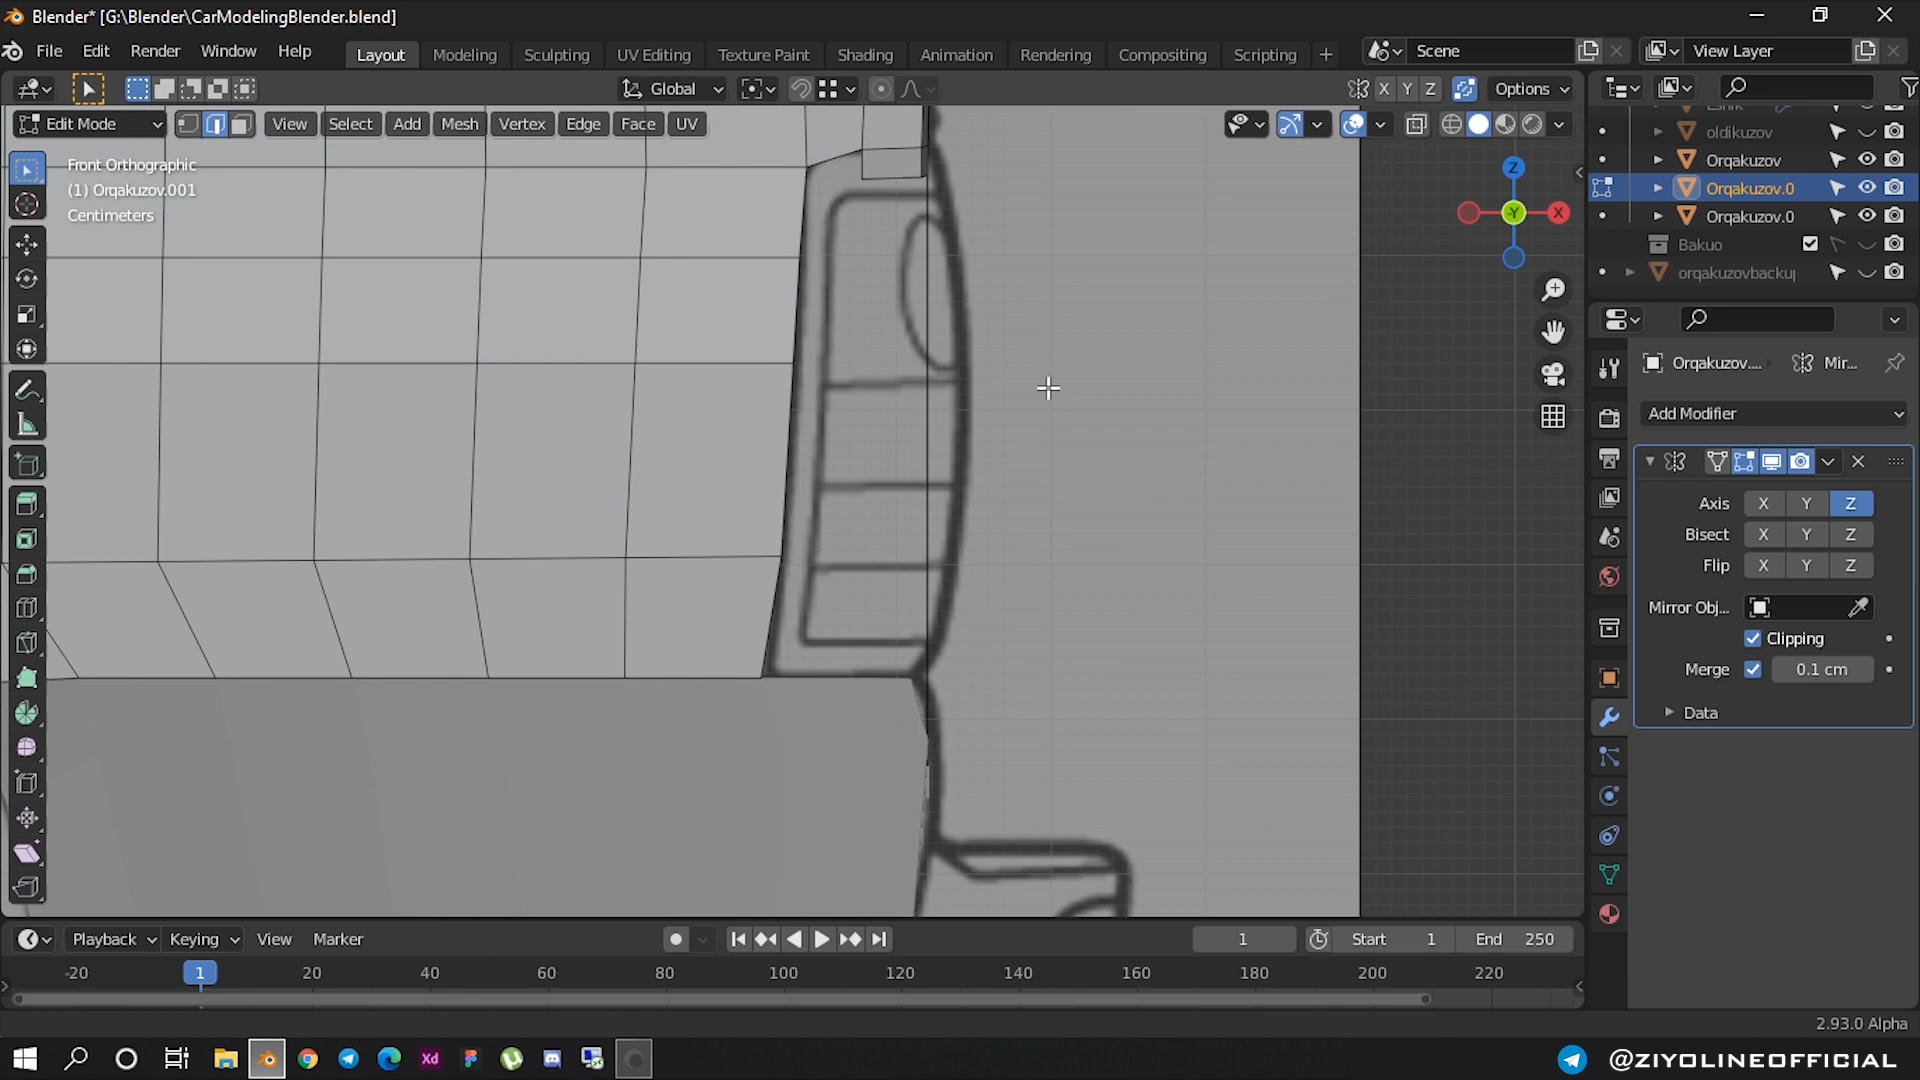 Blender* [G:\Blender\CarModelingBlender.blend]
File Edit Render Window Help
Layout Modeling Sculpting UV Editing Texture Paint Shading Animation Rendering Compositing Scripting +
Scene
View Layer
Global
X Y Z
Options
Edit Mode
View Select Add Mesh Vertex Edge Face UV
Front Orthographic
(1) Orqakuzov.001
Centimeters
Z
-Y
X
oldikuzov
Orqakuzov
Orqakuzov.0
Orqakuzov.0
Bakuo
orqakuzovbackup
Orqakuzov.... Mir...
Add Modifier
Axis X Y Z
Bisect X Y Z
Flip X Y Z
Mirror Obj...
Clipping
Merge 0.1 cm
Data
Playback Keying View Marker
1
Start 1
End 250
-20 1 20 40 60 80 100 120 140 160 180 200 220
2.93.0 Alpha
Xd
@ZIYOLINEOFFICIAL